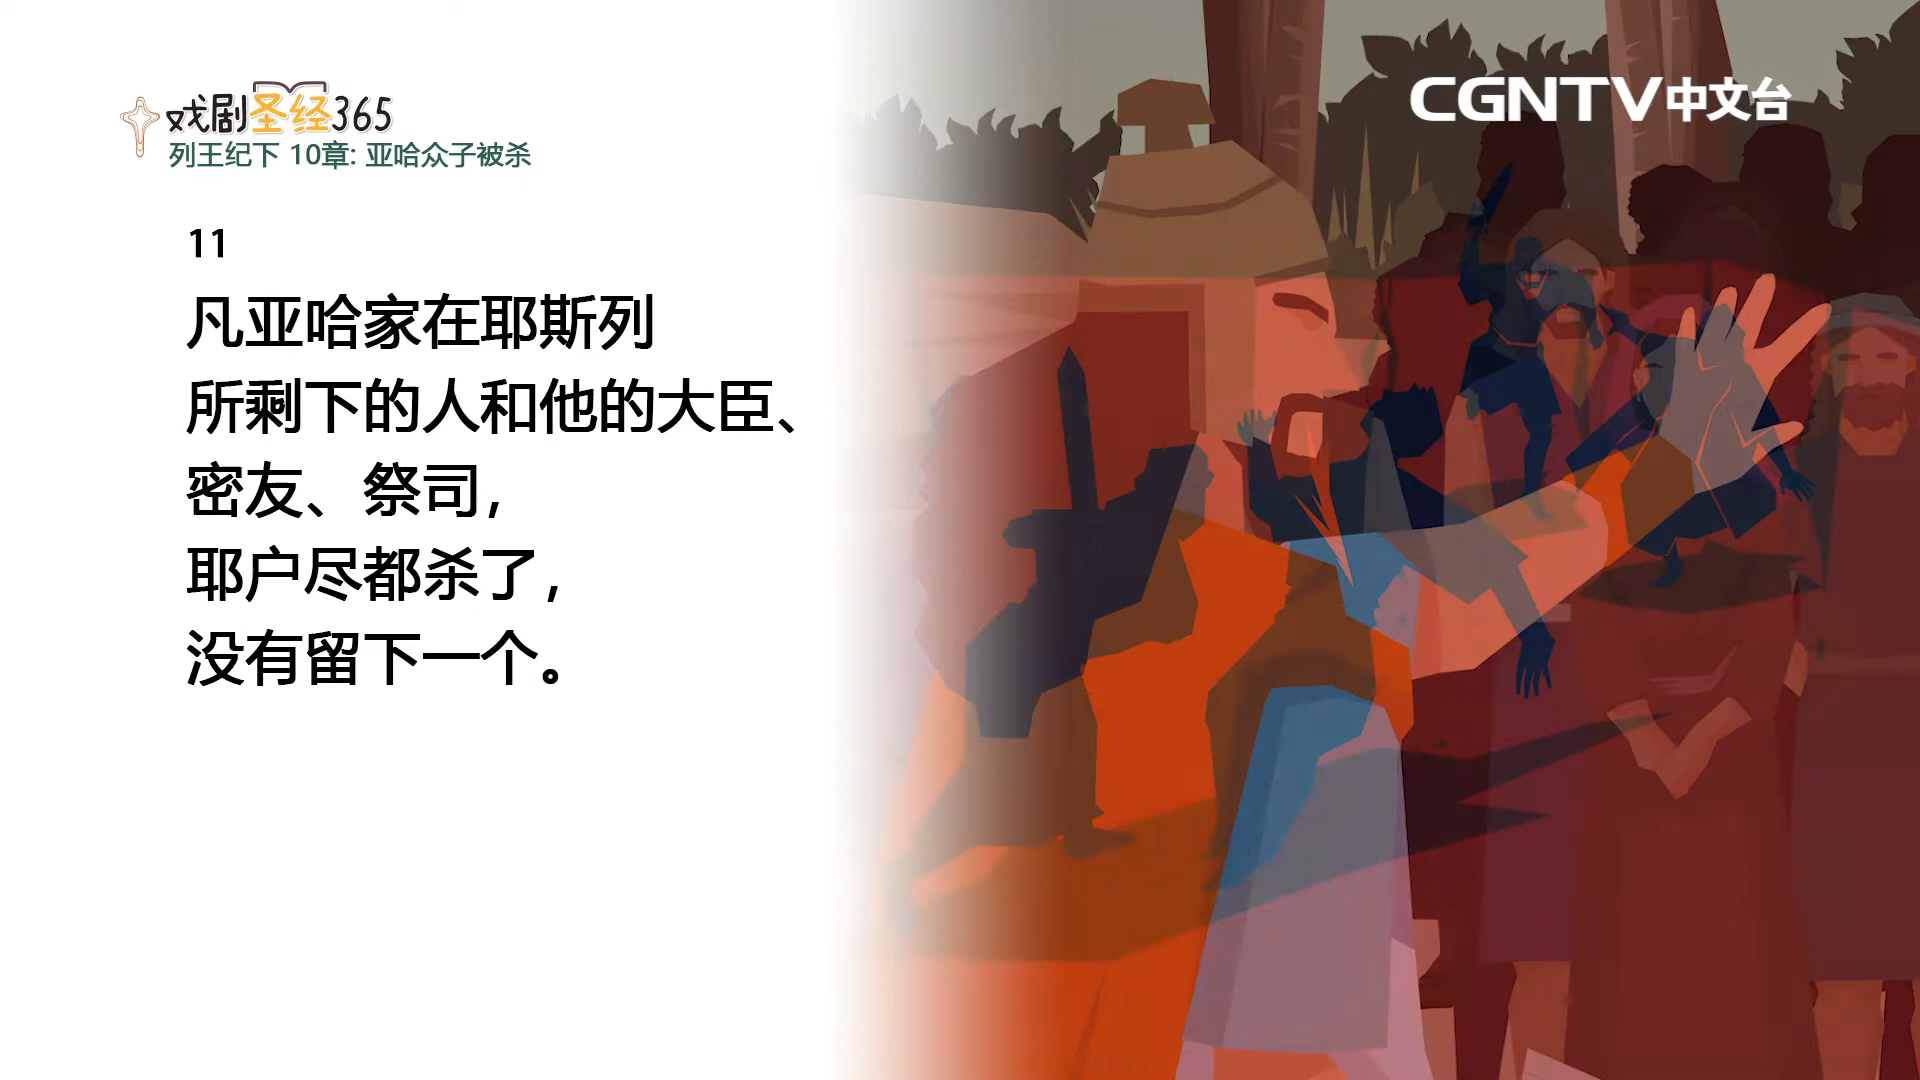 戏剧圣经365
CGNTV中文台
列王纪下 10章: 亚哈众子被杀
11
凡亚哈家在耶斯列
所剩下的人和他的大臣、
密友、祭司，
耶户尽都杀了，
没有留下一个。